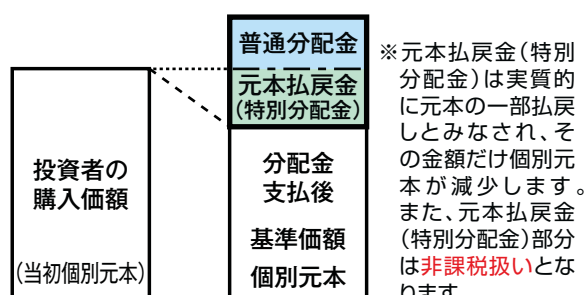 普通分配金
元本払戻金
(特別分配金)
投資者の
購入価額
(当初個別元本)
分配金
支払後
基準価額
個別元本
※元本払戻金(特別
分配金)は実質的
に元本の一部払戻
しとみなされ、そ
の金額だけ個別元
本が減少します。
また、元本払戻金
(特別分配金)部分
は非課税扱いとな
ります